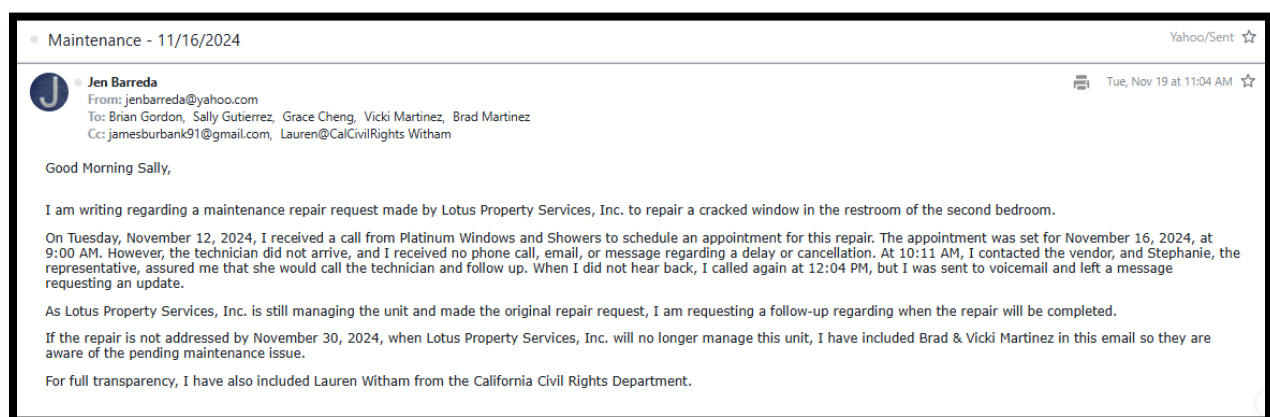 Maintenance - 11/16/2024
Yahoo/Sent
J
Jen Barreda
Tue, Nov 19 at 11:04 AM
From: jenbarreda@yahoo.com
To: Brian Gordon, Sally Gutierrez, Grace Cheng, Vicki Martinez, Brad Martinez
Cc: jamesburbank91@gmail.com, Lauren@CalCivilRights Witham
Good Morning Sally,
I am writing regarding a maintenance repair request made by Lotus Property Services, Inc. to repair a cracked window in the restroom of the second bedroom.
On Tuesday, November 12, 2024, I received a call from Platinum Windows and Showers to schedule an appointment for this repair. The appointment was set for November 16, 2024, at
9:00 AM. However, the technician did not arrive, and I received no phone call, email, or message regarding a delay or cancellation. At 10:11 AM, I contacted the vendor, and Stephanie, the
representative, assured me that she would call the technician and follow up. When I did not hear back, I called again at 12:04 PM, but I was sent to voicemail and left a message
requesting an update.
As Lotus Property Services, Inc. is still managing the unit and made the original repair request, I am requesting a follow-up regarding when the repair will be completed.
If the repair is not addressed by November 30, 2024, when Lotus Property Services, Inc. will no longer manage this unit, I have included Brad & Vicki Martinez in this email so they are
aware of the pending maintenance issue.
For full transparency, I have also included Lauren Witham from the California Civil Rights Department.